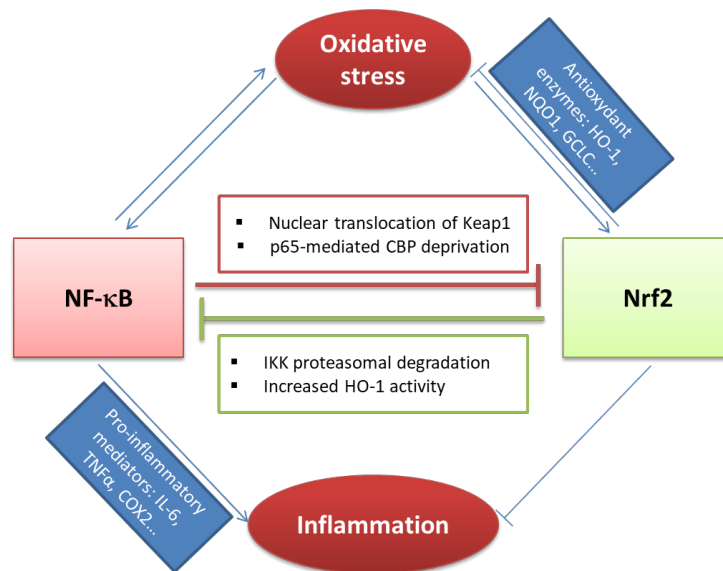 Oxidative
stress
Antioxydant
enzymes: HO-1,
NQO1, GCLC...
▪ Nuclear translocation of Keap1
▪ p65-mediated CBP deprivation
NF-κB
Nrf2
▪ IKK proteasomal degradation
▪ Increased HO-1 activity
Pro-inflammatory
mediators: IL-6,
TNFα, COX2...
Inflammation